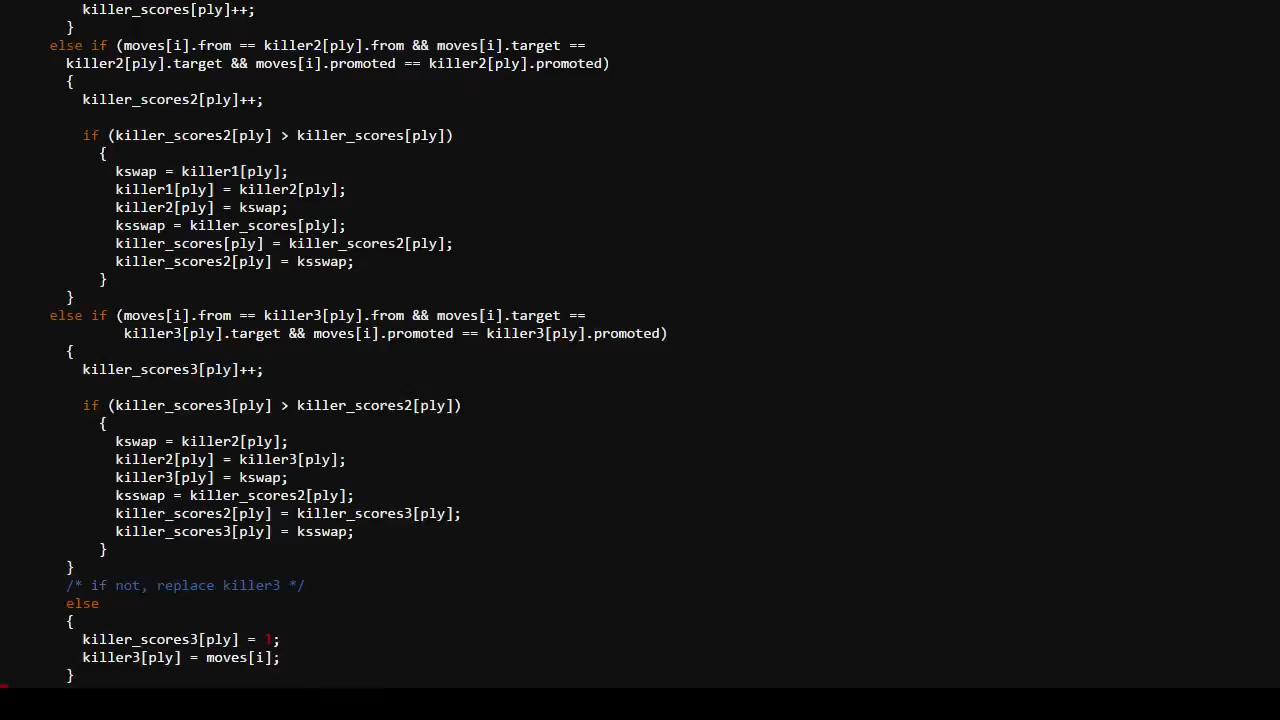 killer_scores[ply]++;
}
else if (moves[i].from == killer2[ply].from && moves[i].target ==
killer2[ply].target && moves[i].promoted == killer2[ply].promoted)
{
killer_scores2[ply]++;
if (killer_scores2[ply] > killer_scores[ply])
{
kswap = killer1[ply];
killer1[ply] = killer2[ply];
killer2[ply] = kswap;
ksswap = killer_scores[ply];
killer_scores[ply] = killer_scores2[ply];
killer_scores2[ply] = ksswap;
}
}
else if (moves[i].from == killer3[ply].from && moves[i].target ==
killer3[ply].target && moves[i].promoted == killer3[ply].promoted)
{
killer_scores3[ply]++;
if (killer_scores3[ply] > killer_scores2[ply])
{
kswap = killer2[ply];
killer2[ply] = killer3[ply];
killer3[ply] = kswap;
ksswap = killer_scores2[ply];
killer_scores2[ply] = killer_scores3[ply];
killer_scores3[ply] = ksswap;
}
}
/* if not, replace killer3 */
else
{
killer_scores3[ply] = 1;
killer3[ply] = moves[i];
}